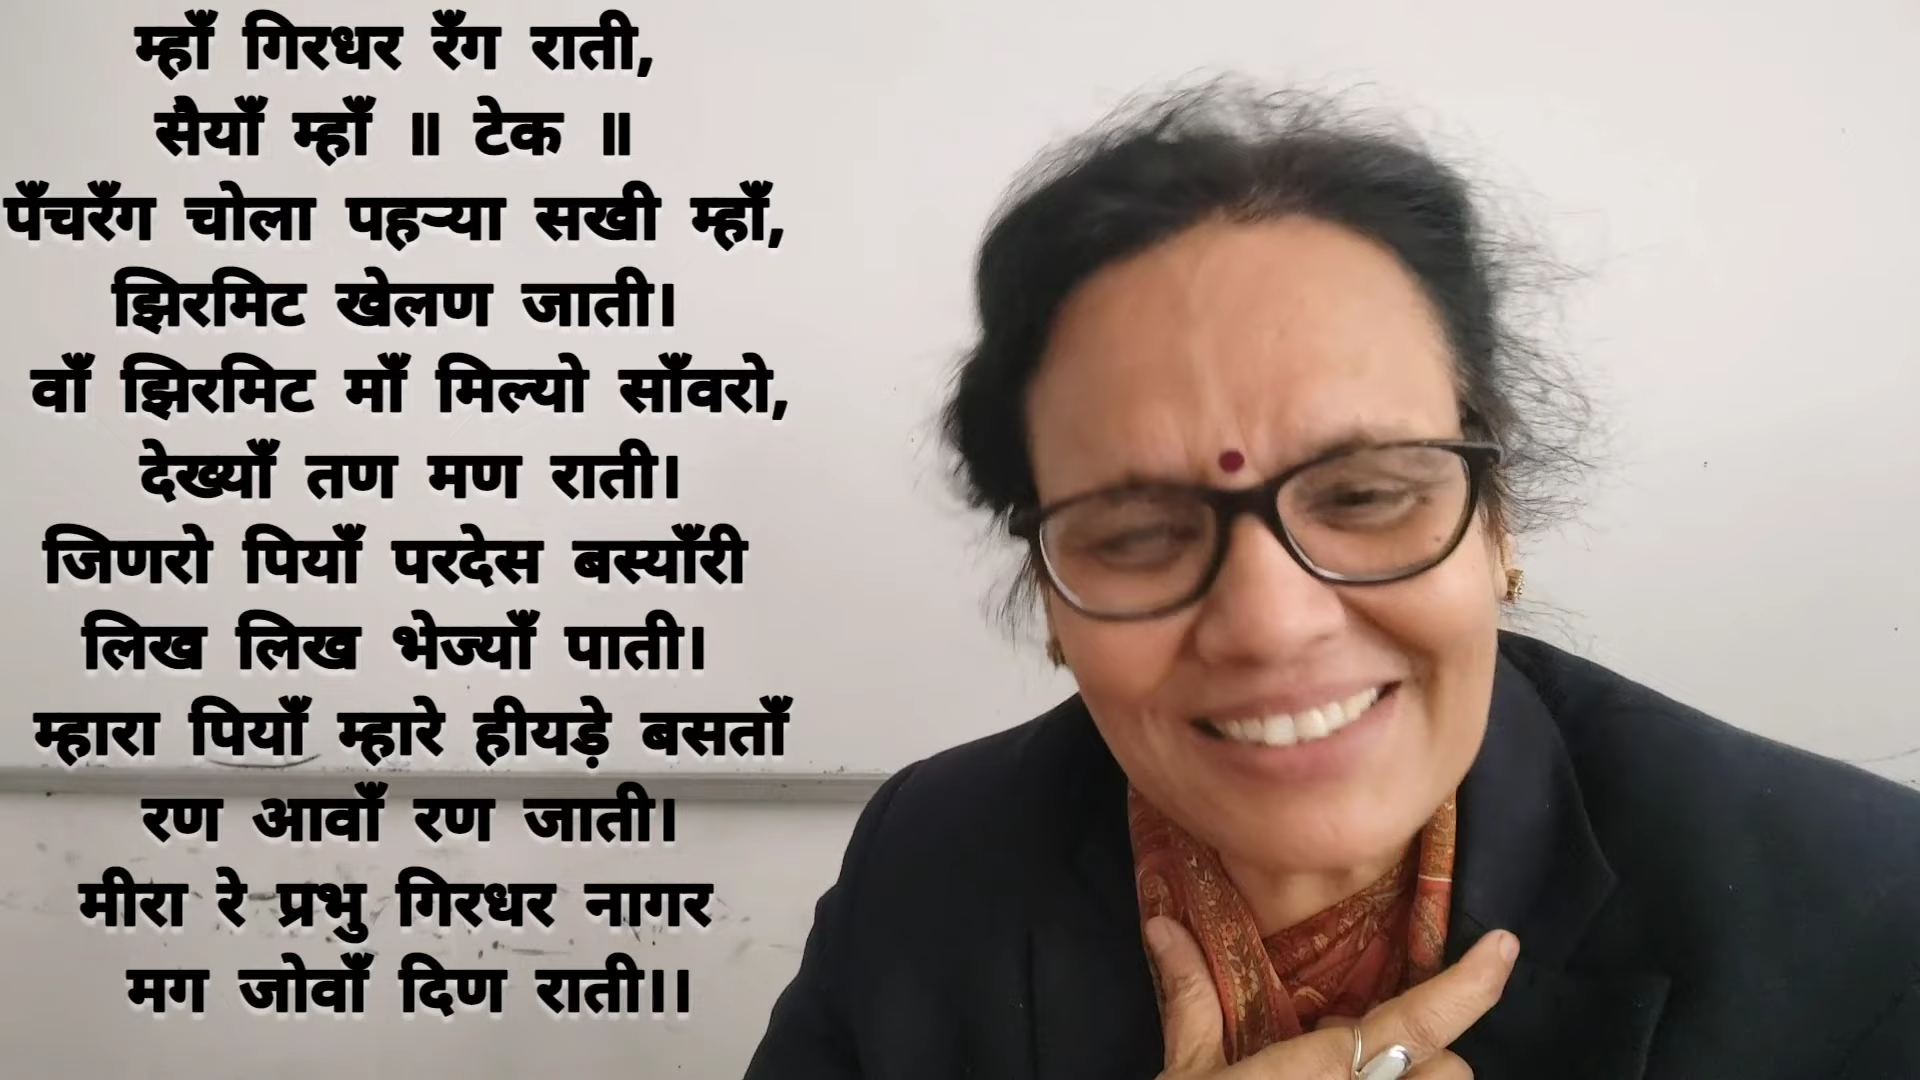 म्हाँ गिरधर रँग राती,
सैयाँ म्हाँ ॥ टेक ॥
पँचरँग चोला पहऱ्या सखी म्हाँ,
झिरमिट खेलण जाती।
वाँ झिरमिट माँ मिल्यो साँवरो,
देख्याँ तण मण राती।
जिणरो पियाँ परदेस बस्याँरी
लिख लिख भेज्याँ पाती।
म्हारा पियाँ म्हारे हीयड़े बसताँ
रण आवाँ रण जाती।
मीरा रे प्रभु गिरधर नागर
मग जोवाँ दिण राती।।